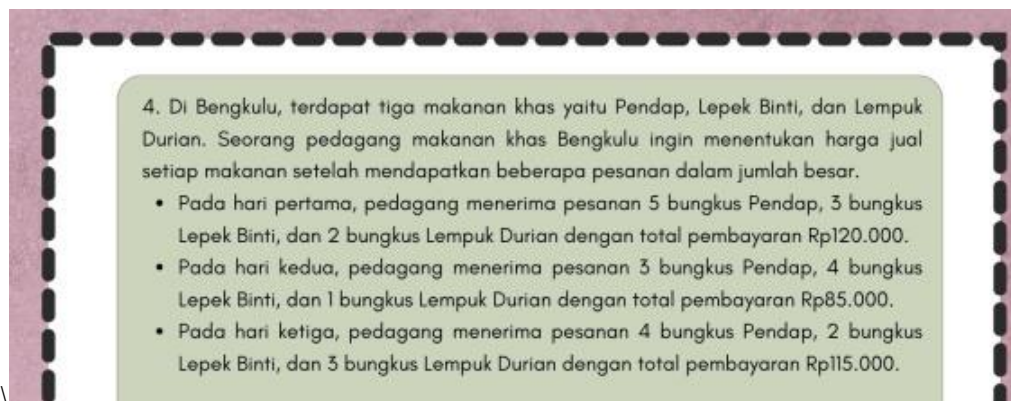 4. Di Bengkulu, terdapat tiga makanan khas yaitu Pendap, Lepek Binti, dan Lempuk
Durian. Seorang pedagang makanan khas Bengkulu ingin menentukan harga jual
setiap makanan setelah mendapatkan beberapa pesanan dalam jumlah besar.
• Pada hari pertama, pedagang menerima pesanan 5 bungkus Pendap, 3 bungkus
Lepek Binti, dan 2 bungkus Lempuk Durian dengan total pembayaran Rp120.000.
• Pada hari kedua, pedagang menerima pesanan 3 bungkus Pendap, 4 bungkus
Lepek Binti, dan 1 bungkus Lempuk Durian dengan total pembayaran Rp85.000.
• Pada hari ketiga, pedagang menerima pesanan 4 bungkus Pendap, 2 bungkus
Lepek Binti, dan 3 bungkus Lempuk Durian dengan total pembayaran Rp115.000.
\